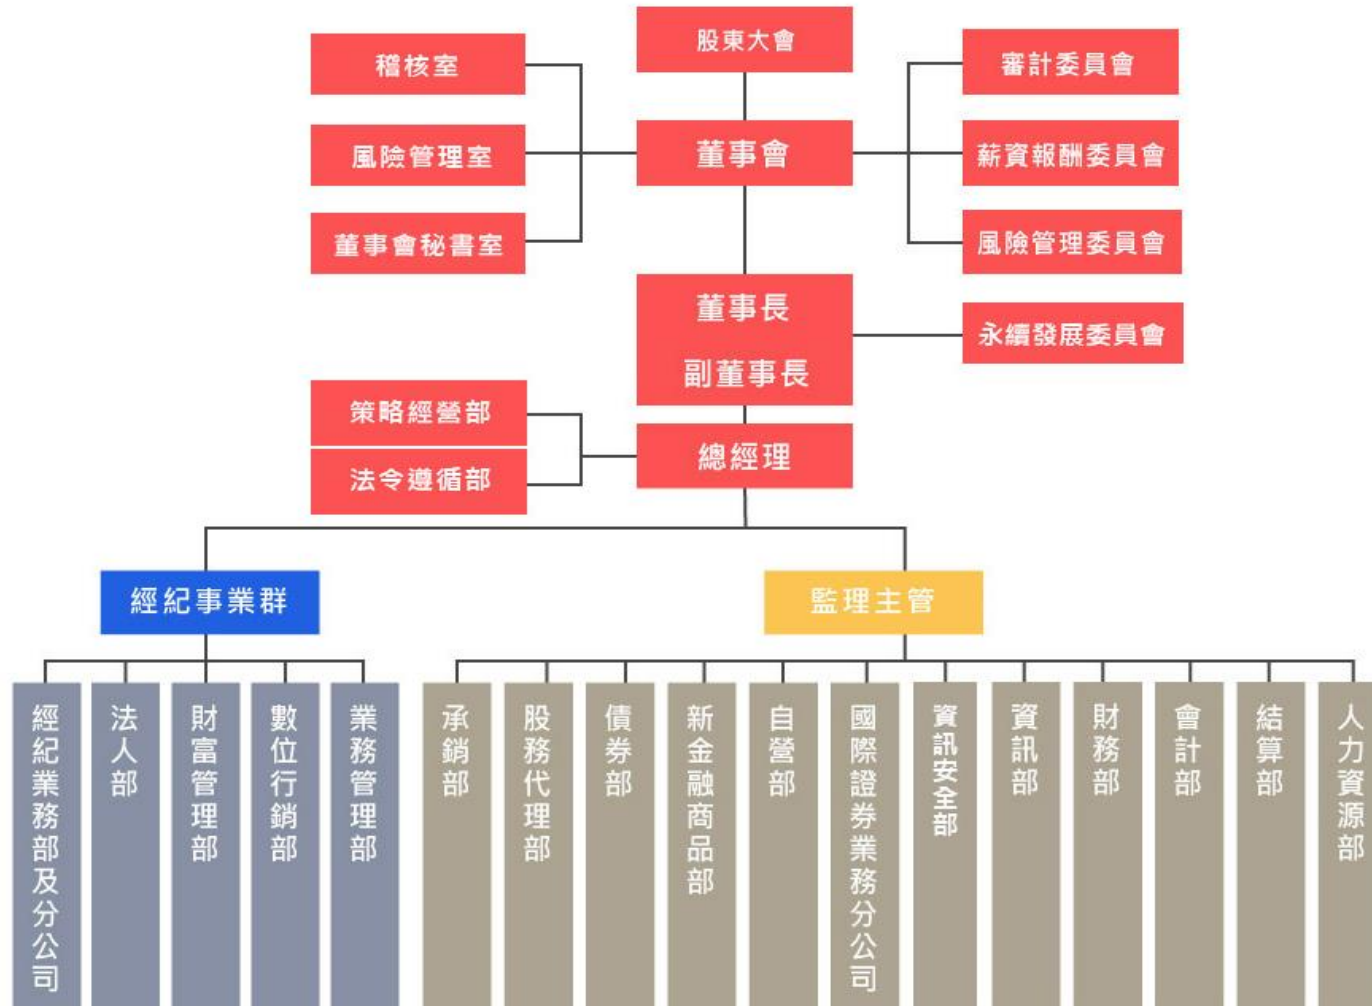 股東大會
稽核室
審計委員會
風險管理室
董事會
薪資報酬委員會
董事會秘書室
風險管理委員會
董事長
副董事長
永續發展委員會
策略經營部
總經理
法令遵循部
經紀事業群
監理主管
經紀業務部及分公司
法人部
財富管理部
數位行銷部
業務管理部
承銷部
股務代理部
債券部
新金融商品部
自營部
國際證券業務分公司
資訊安全部
資訊部
財務部
會計部
結算部
人力資源部